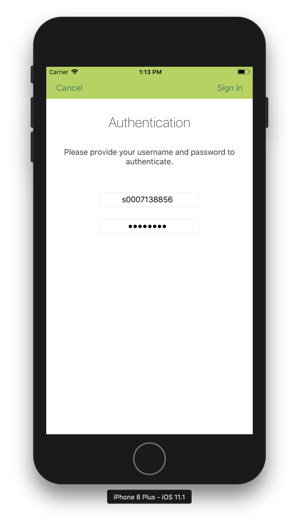 Carrier 1:13 PM
Cancel Sign in
Authentication
Please provide your username and password to
authenticate.
s0007138856
••••••••
iPhone 8 Plus - iOS 11.1